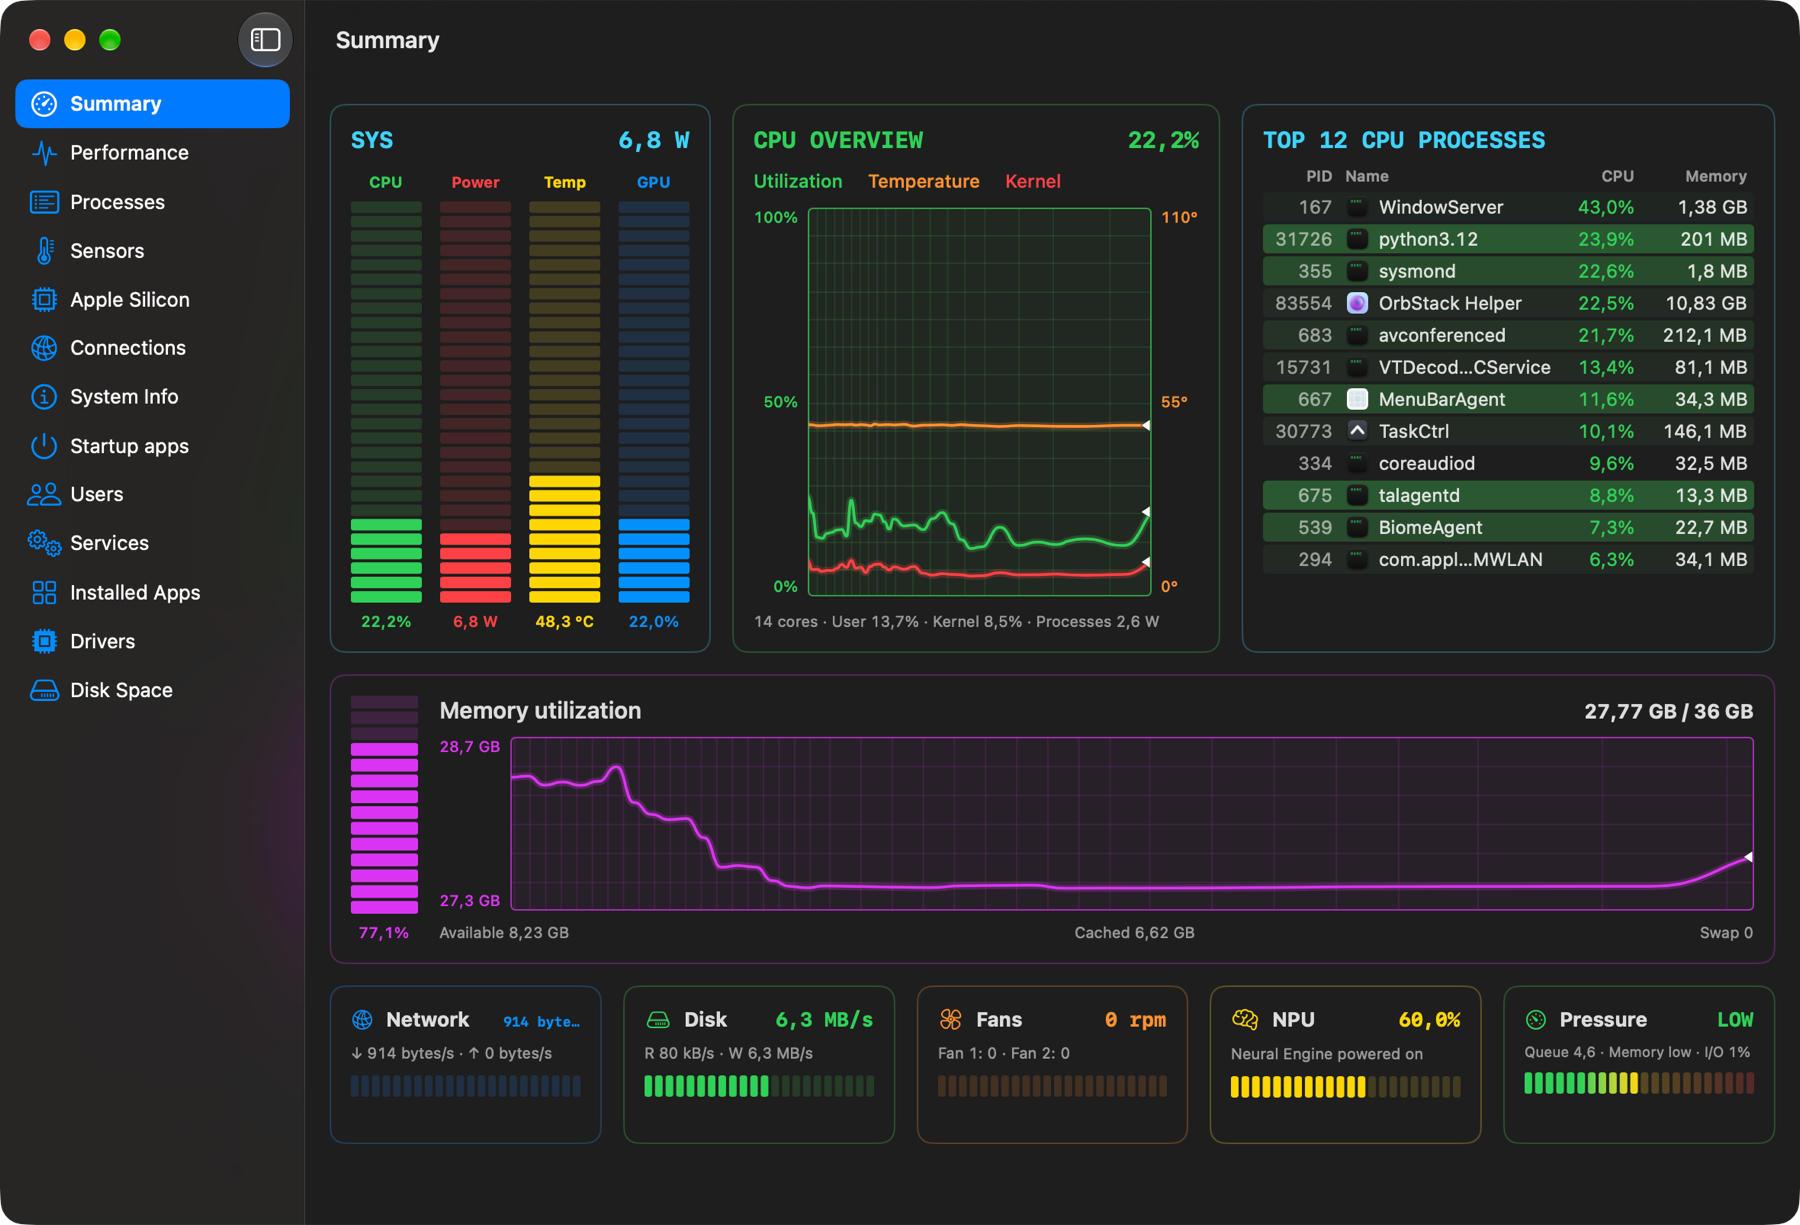 Summary
Summary
Performance
Processes
Sensors
Apple Silicon
Connections
System Info
Startup apps
Users
Services
Installed Apps
Drivers
Disk Space
SYS 6,8 W
CPU Power Temp GPU
22,2% 6,8 W 48,3 °C 22,0%
CPU OVERVIEW 22,2%
Utilization Temperature Kernel
100% 110°
50% 55°
0% 0°
14 cores · User 13,7% · Kernel 8,5% · Processes 2,6 W
TOP 12 CPU PROCESSES
PID Name CPU Memory
167 WindowServer 43,0% 1,38 GB
31726 python3.12 23,9% 201 MB
355 sysmond 22,6% 1,8 MB
83554 OrbStack Helper 22,5% 10,83 GB
683 avconferenced 21,7% 212,1 MB
15731 VTDecod...CService 13,4% 81,1 MB
667 MenuBarAgent 11,6% 34,3 MB
30773 TaskCtrl 10,1% 146,1 MB
334 coreaudiod 9,6% 32,5 MB
675 talagentd 8,8% 13,3 MB
539 BiomeAgent 7,3% 22,7 MB
294 com.appl...MWLAN 6,3% 34,1 MB
Memory utilization 27,77 GB / 36 GB
28,7 GB
27,3 GB
77,1% Available 8,23 GB Cached 6,62 GB Swap 0
Network 914 byte…
↓ 914 bytes/s · ↑ 0 bytes/s
Disk 6,3 MB/s
R 80 kB/s · W 6,3 MB/s
Fans 0 rpm
Fan 1: 0 · Fan 2: 0
NPU 60,0%
Neural Engine powered on
Pressure LOW
Queue 4,6 · Memory low · I/O 1%